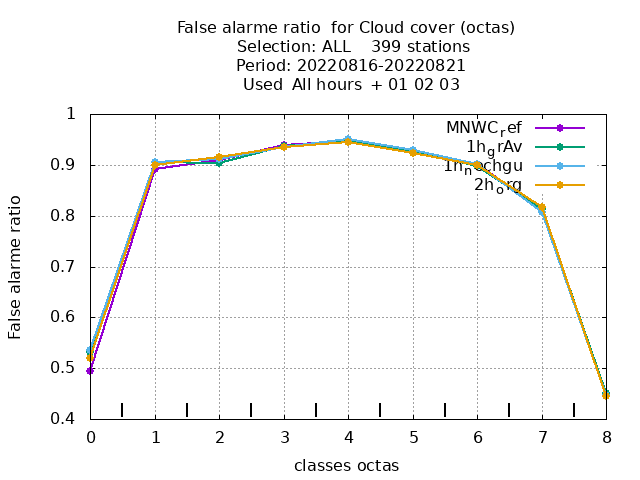 False alarme ratio  for Cloud cover (octas)
Selection: ALL    399 stations
Period: 20220816-20220821
Used  All hours  + 01 02 03
MNWC_ref
1h_grAv
1h_nochgu
2h_org
1
0.9
0.8
0.7
0.6
0.5
0.4
False alarme ratio
0 1 2 3 4 5 6 7 8
classes octas